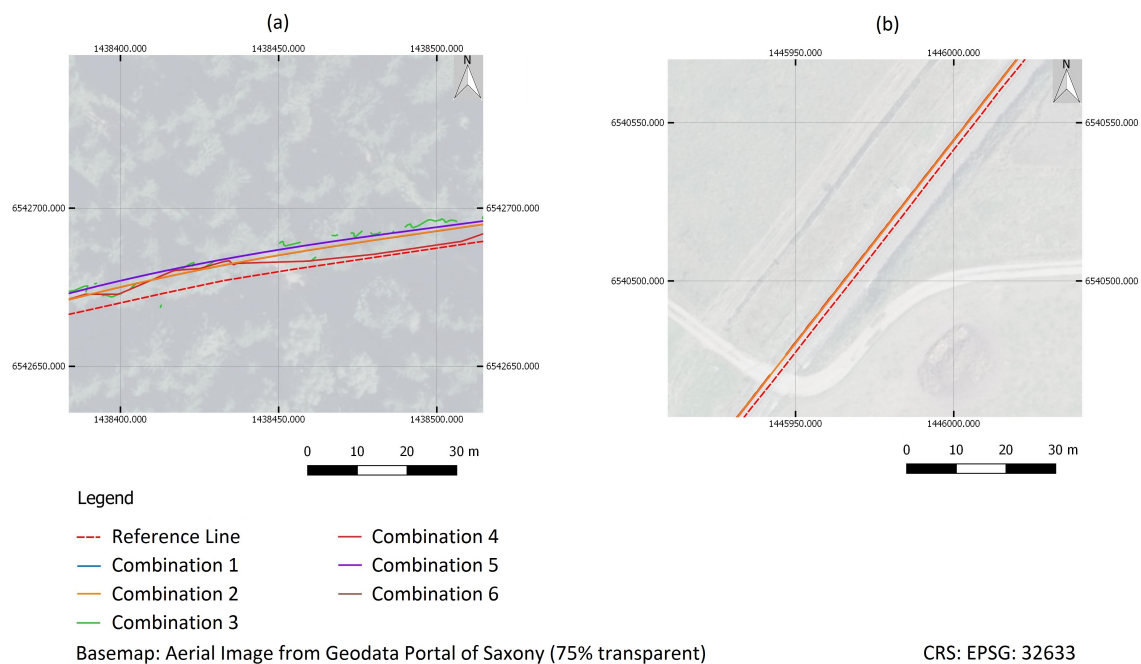 (a)
(b)
1438400.000 1438450.000 1438500.000
1445950.000 1446000.000
N
N
6540550.000 6540550.000
6542700.000 6542700.000
6540500.000 6540500.000
6542650.000 6542650.000
1438400.000 1438450.000 1438500.000
1445950.000 1446000.000
0 10 20 30 m
0 10 20 30 m
Legend
Reference Line
Combination 1
Combination 2
Combination 3
Combination 4
Combination 5
Combination 6
Basemap: Aerial Image from Geodata Portal of Saxony (75% transparent)
CRS: EPSG: 32633